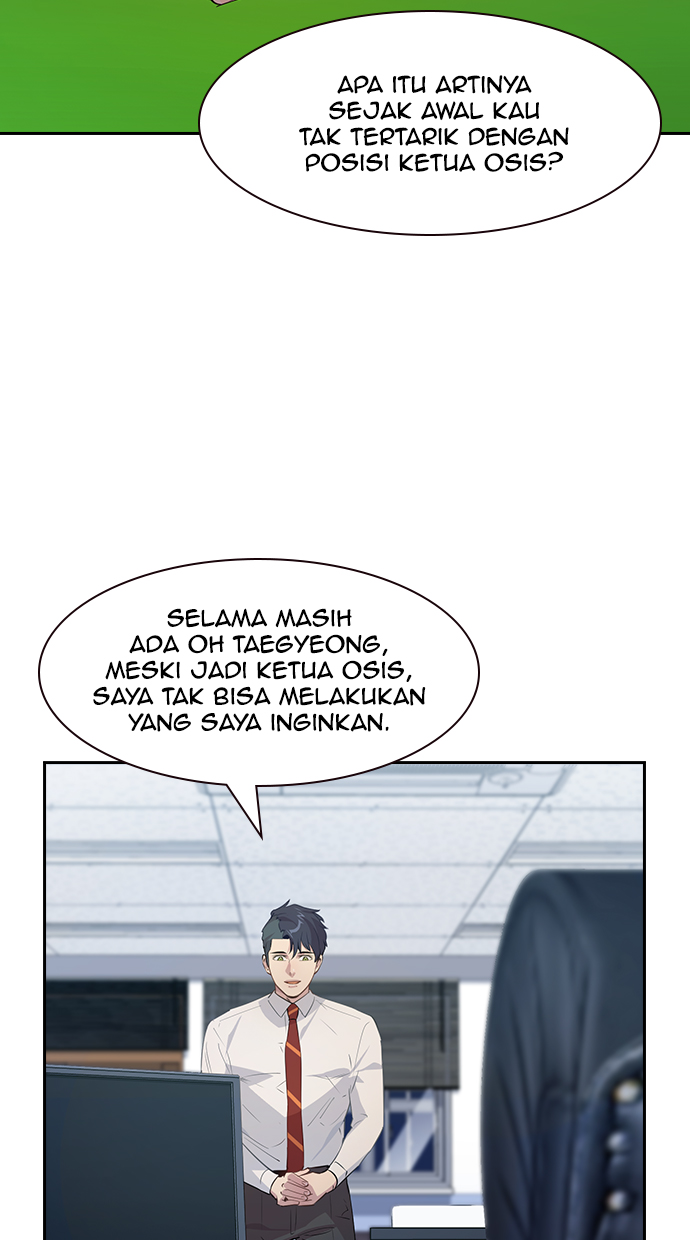 APA ITU ARTINYA
SEJAK AWAL KAU
TAK TERTARIK DENGAN
POSISI KETUA OSIS?
SELAMA MASIH
ADA OH TAEGYEONG,
MESKI JADI KETUA OSIS,
SAYA TAK BISA MELAKUKAN
YANG SAYA INGINKAN.